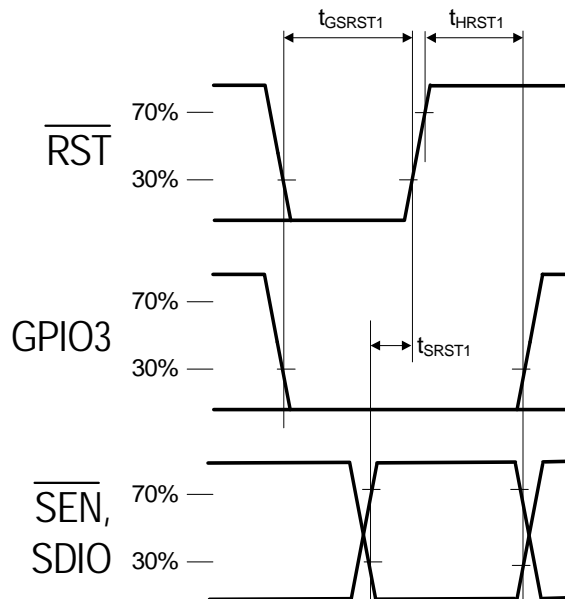 tGSRST1
tHRST1
70%
RST
30%
70%
GPIO3
30%
tSRST1
70%
SEN,
SDIO
30%